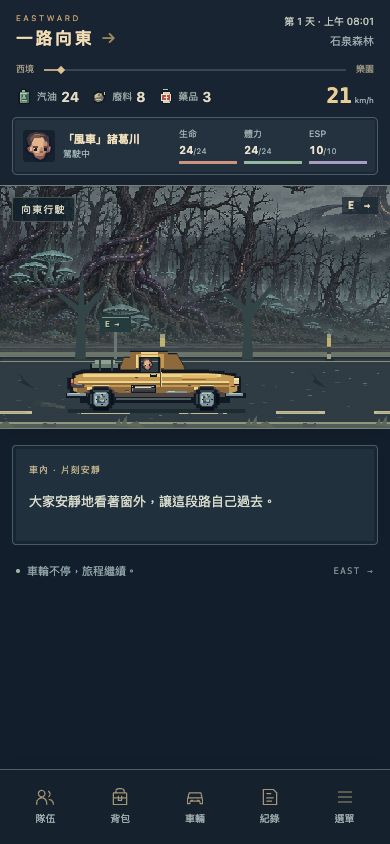 EASTWARD
一路向東 →
第 1 天 · 上午 08:01
石泉森林
西境
樂園
汽油 24 廢料 8 藥品 3
21 km/h
「風車」諸葛川
駕駛中
生命 體力 ESP
24/24 24/24 10/10
向東行駛
E →
E →
車內 · 片刻安靜
大家安靜地看著窗外，讓這段路自己過去。
車輪不停，旅程繼續。
EAST →
隊伍 背包 車輛 紀錄 選單